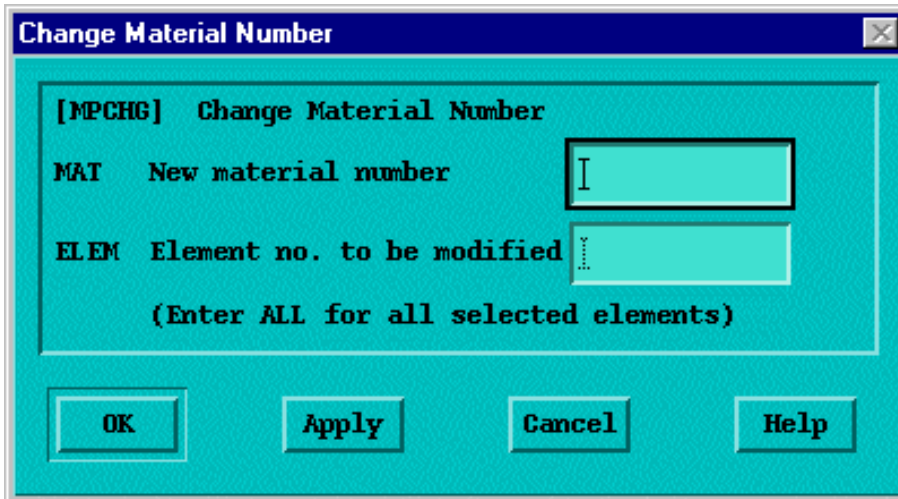 Change Material Number
[MPCHG] Change Material Number
MAT New material number
ELEM Element no. to be modified
(Enter ALL for all selected elements)
OK Apply Cancel Help